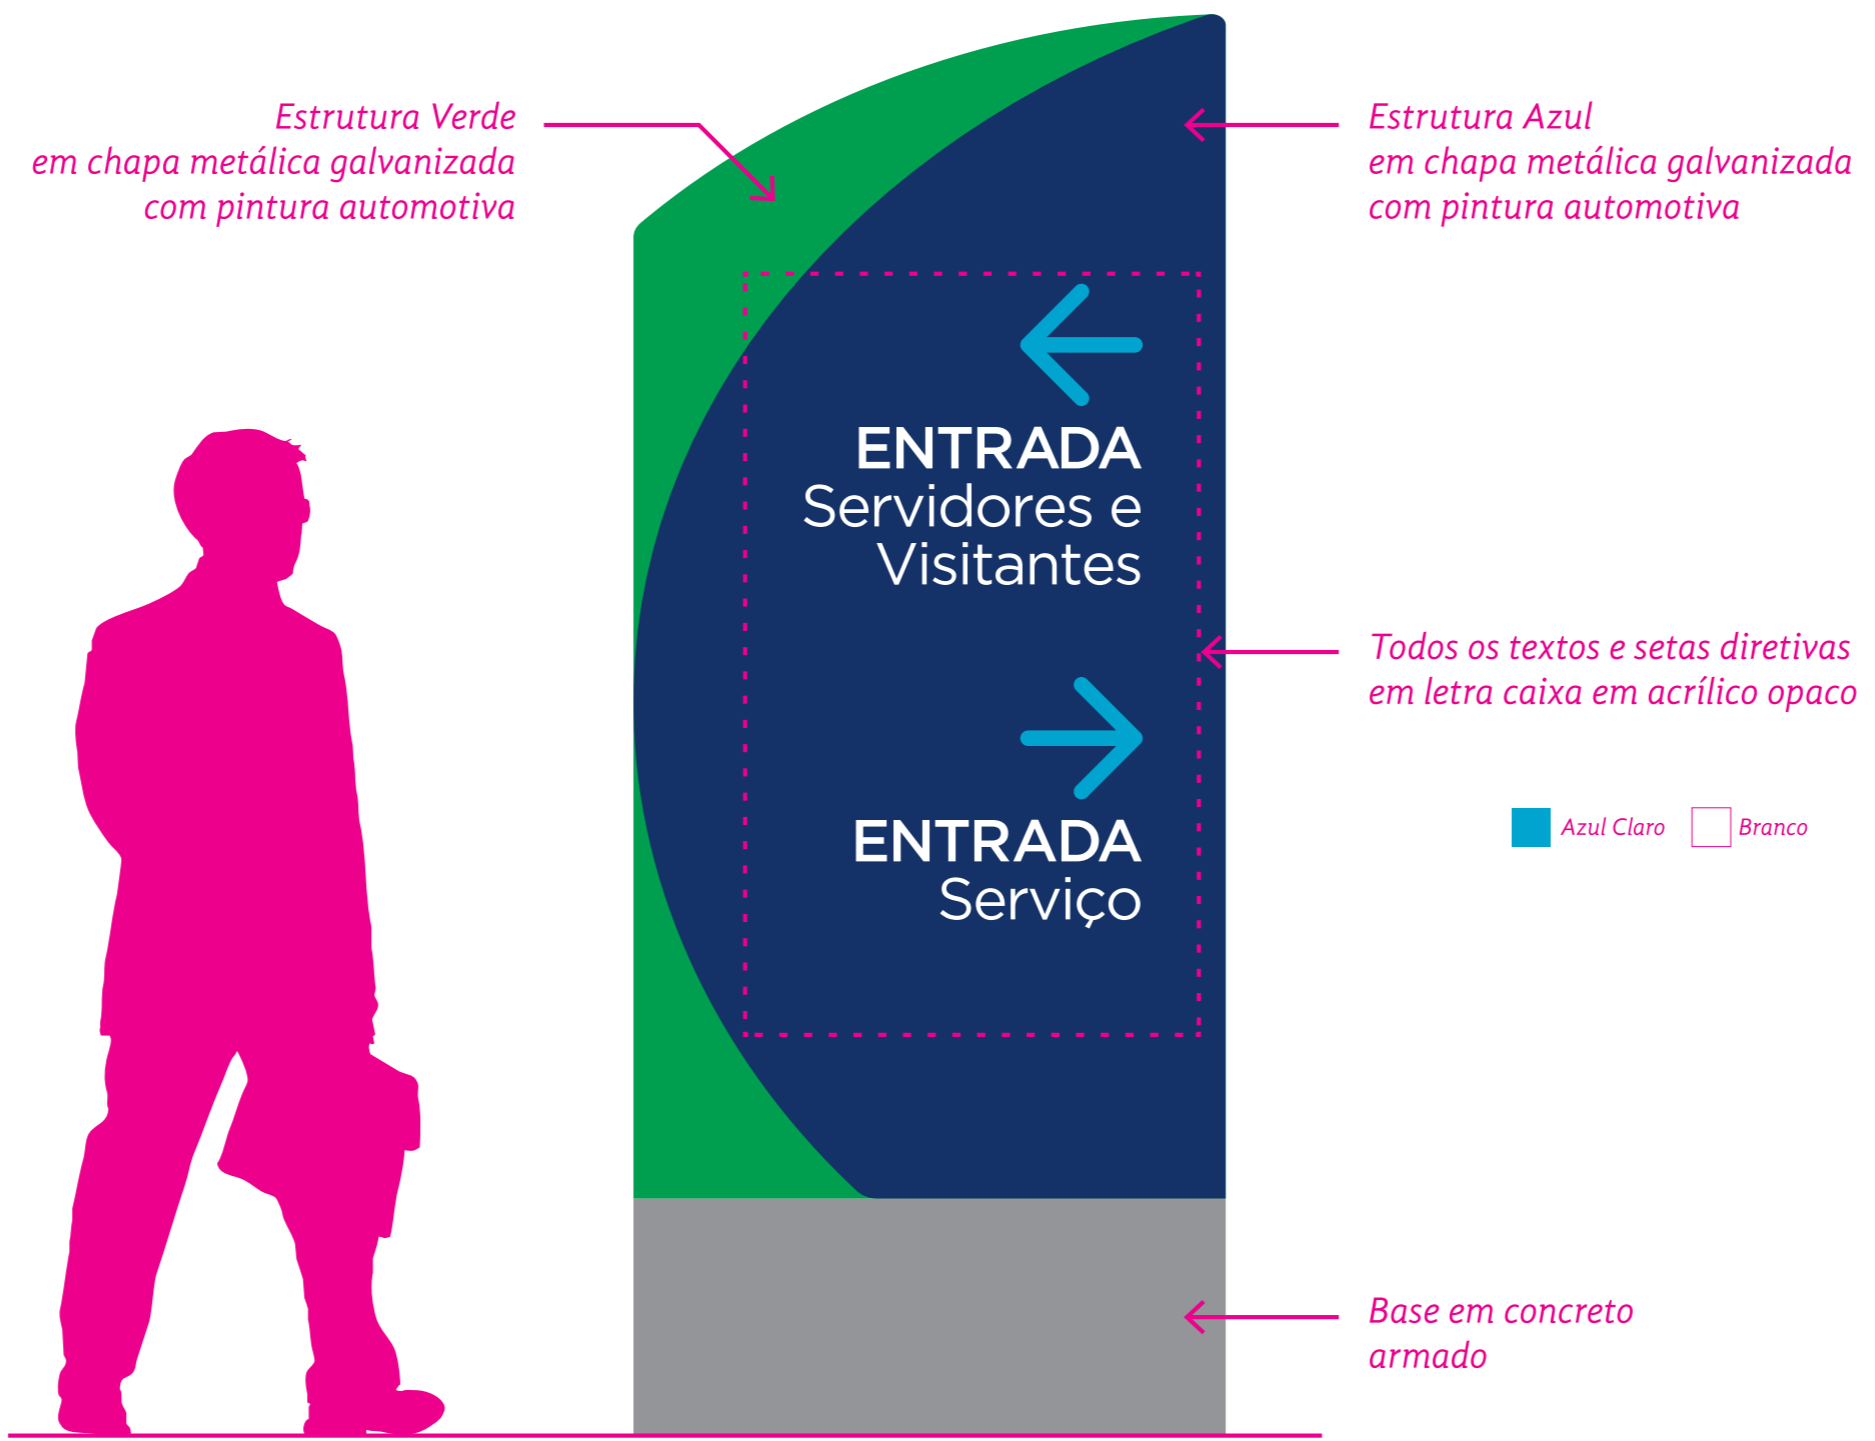 Estrutura Verde
em chapa metálica galvanizada
com pintura automotiva
Estrutura Azul
em chapa metálica galvanizada
com pintura automotiva
ENTRADA
Servidores e
Visitantes
ENTRADA
Serviço
Todos os textos e setas diretivas
em letra caixa em acrílico opaco
Azul Claro
Branco
Base em concreto
armado